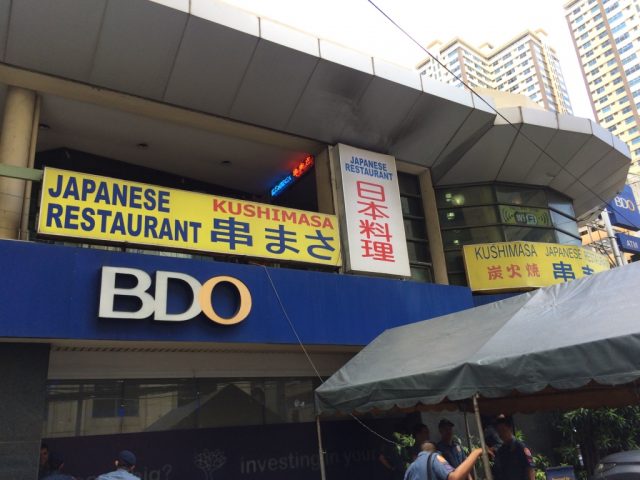 JAPANESE
RESTAURANT
KUSHIMASA
串まさ
JAPANESE
RESTAURANT
日本料理
KUSHIMASA JAPANESE
炭火焼 串まさ
BDO
BDO
ATM
investing in your